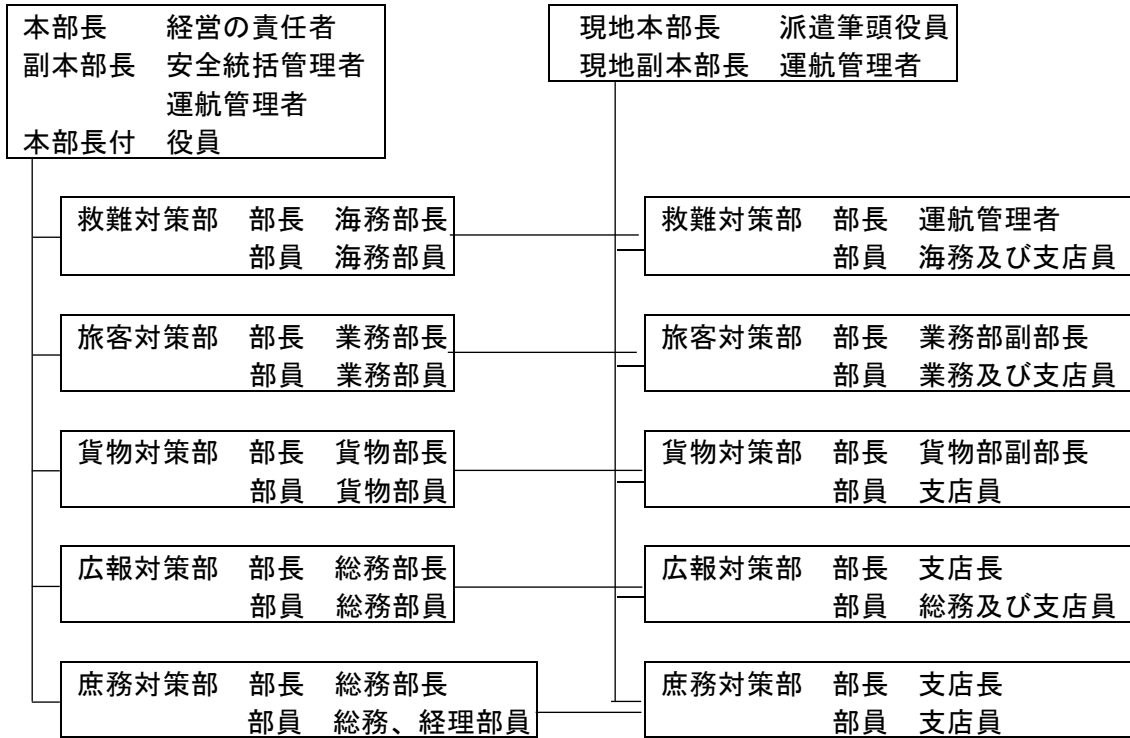 本部長 経営の責任者
副本部長 安全統括管理者
運航管理者
本部長付 役員
現地本部長 派遣筆頭役員
現地副本部長 運航管理者
救難対策部 部長 海務部長
部員 海務部員
救難対策部 部長 運航管理者
部員 海務及び支店員
旅客対策部 部長 業務部長
部員 業務部員
旅客対策部 部長 業務部副部長
部員 業務及び支店員
貨物対策部 部長 貨物部長
部員 貨物部員
貨物対策部 部長 貨物部副部長
部員 支店員
広報対策部 部長 総務部長
部員 総務部員
広報対策部 部長 支店長
部員 総務及び支店員
庶務対策部 部長 総務部長
部員 総務、経理部員
庶務対策部 部長 支店長
部員 支店員